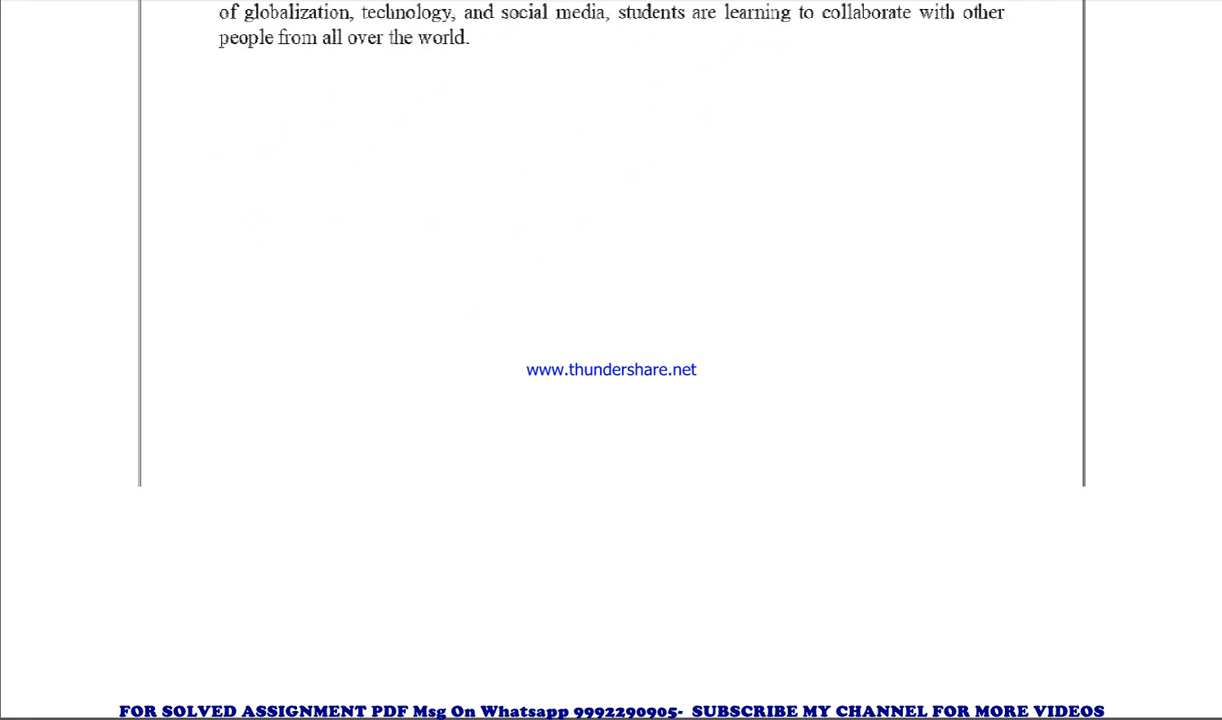 of globalization, technology, and social media, students are learning to collaborate with other
people from all over the world.
www.thundershare.net
FOR SOLVED ASSIGNMENT PDF Msg On Whatsapp 9992290905- SUBSCRIBE MY CHANNEL FOR MORE VIDEOS